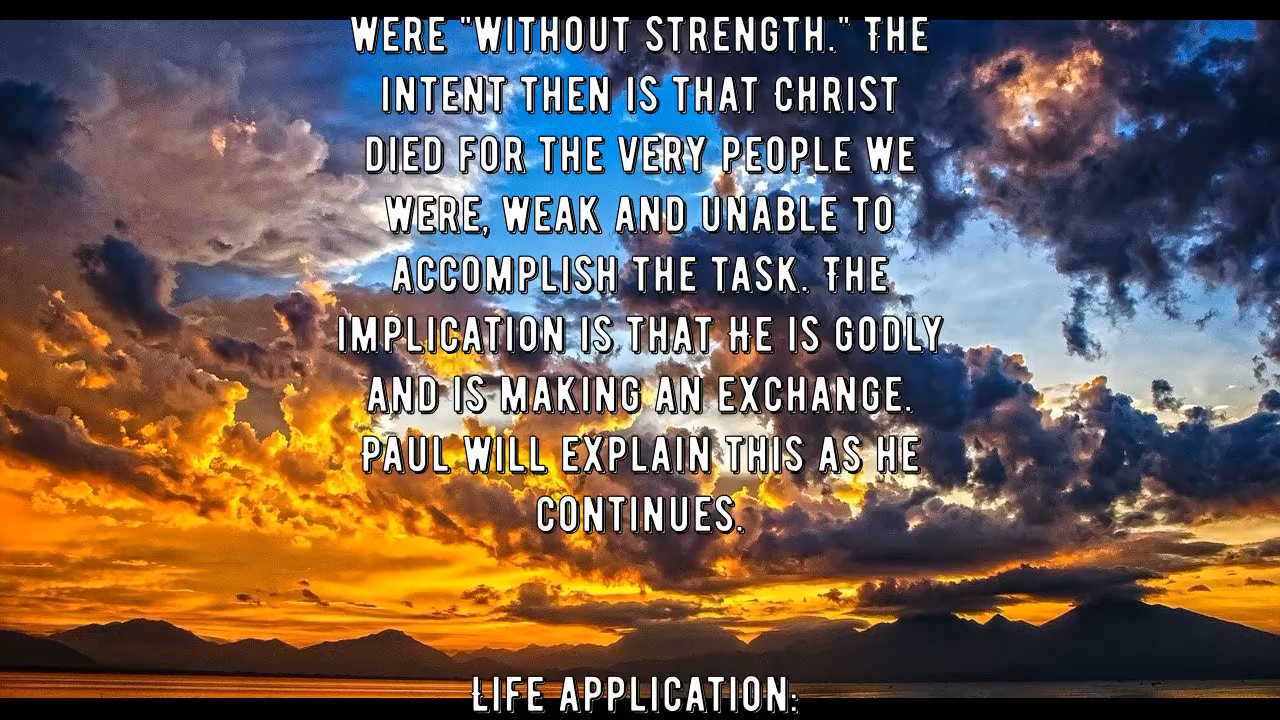 WERE "WITHOUT STRENGTH." THE
INTENT THEN IS THAT CHRIST
DIED FOR THE VERY PEOPLE WE
WERE, WEAK AND UNABLE TO
ACCOMPLISH THE TASK. THE
IMPLICATION IS THAT HE IS GODLY
AND IS MAKING AN EXCHANGE.
PAUL WILL EXPLAIN THIS AS HE
CONTINUES.
LIFE APPLICATION: